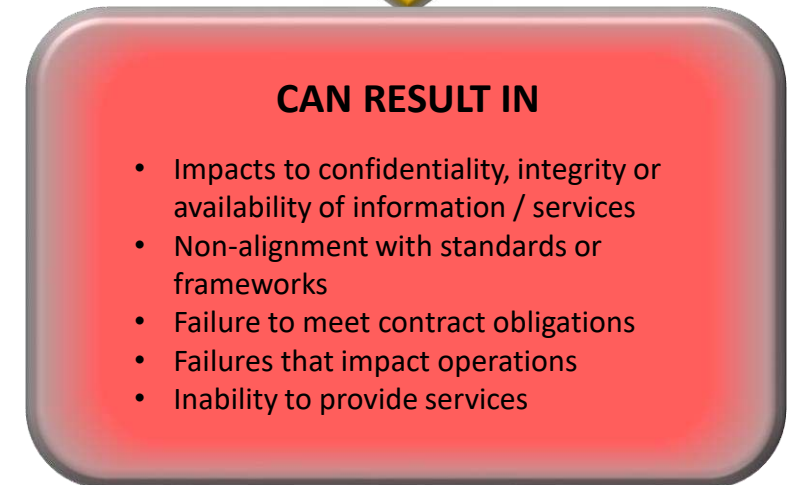 CAN RESULT IN
• Impacts to confidentiality, integrity or
availability of information / services
• Non-alignment with standards or
frameworks
• Failure to meet contract obligations
• Failures that impact operations
• Inability to provide services